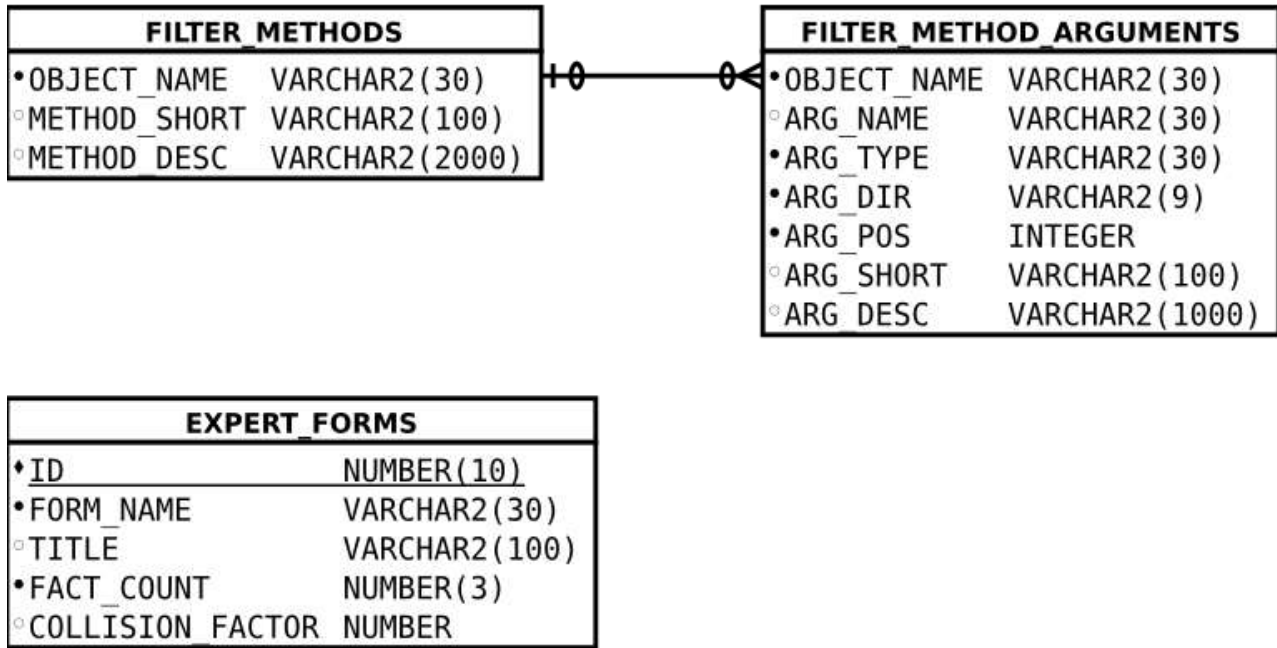 FILTER_METHODS
OBJECT_NAME VARCHAR2(30)
METHOD_SHORT VARCHAR2(100)
METHOD_DESC VARCHAR2(2000)
FILTER_METHOD_ARGUMENTS
OBJECT_NAME VARCHAR2(30)
ARG_NAME VARCHAR2(30)
ARG_TYPE VARCHAR2(30)
ARG_DIR VARCHAR2(9)
ARG_POS INTEGER
ARG_SHORT VARCHAR2(100)
ARG_DESC VARCHAR2(1000)
EXPERT_FORMS
ID NUMBER(10)
FORM_NAME VARCHAR2(30)
TITLE VARCHAR2(100)
FACT_COUNT NUMBER(3)
COLLISION_FACTOR NUMBER